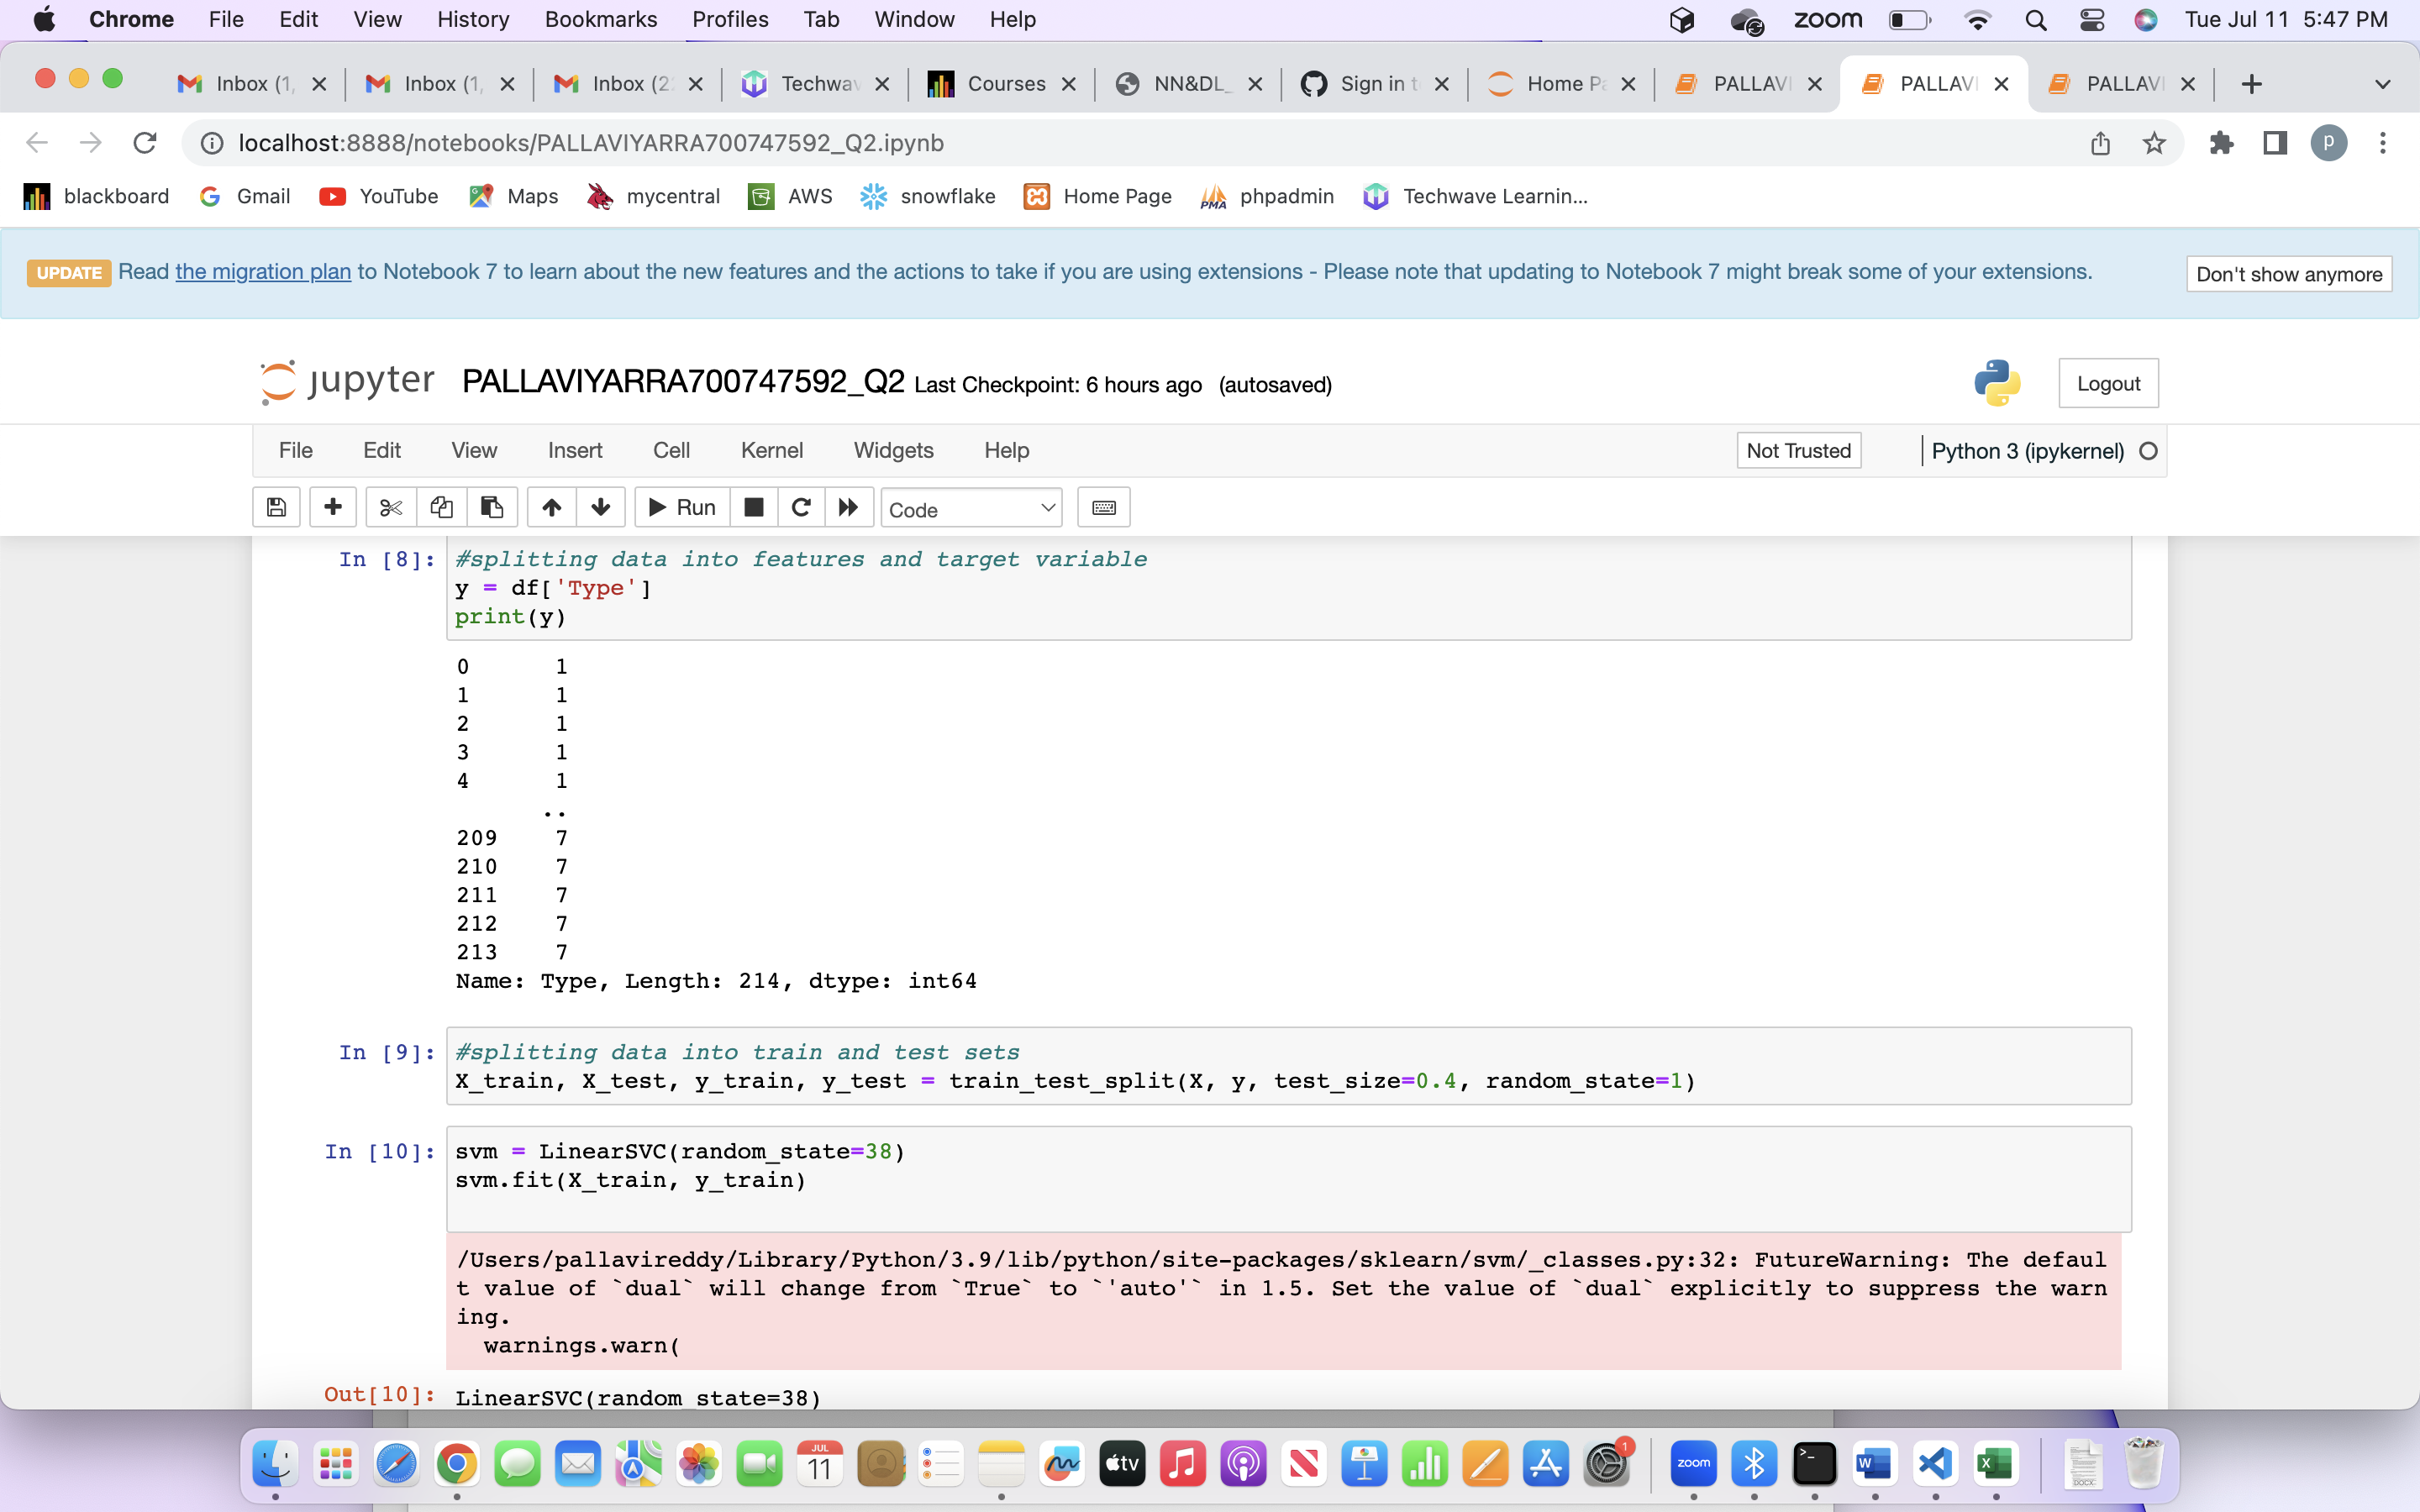 Chrome File Edit View History Bookmarks Profiles Tab Window Help zoom Tue Jul 11 5:47 PM
Inbox (1, Inbox (1, Inbox (2 Techwav Courses NN&DL_ Sign in t Home Pa PALLAVI PALLAVI PALLAVI
localhost:8888/notebooks/PALLAVIYARRA700747592_Q2.ipynb p
blackboard Gmail YouTube Maps mycentral AWS snowflake Home Page PMA phpadmin Techwave Learnin...
UPDATE Read the migration plan to Notebook 7 to learn about the new features and the actions to take if you are using extensions - Please note that updating to Notebook 7 might break some of your extensions. Don't show anymore
jupyter PALLAVIYARRA700747592_Q2 Last Checkpoint: 6 hours ago (autosaved) Logout
File Edit View Insert Cell Kernel Widgets Help Not Trusted Python 3 (ipykernel)
Run Code
In [8]: #splitting data into features and target variable
y = df['Type']
print(y)
0 1
1 1
2 1
3 1
4 1
..
209 7
210 7
211 7
212 7
213 7
Name: Type, Length: 214, dtype: int64
In [9]: #splitting data into train and test sets
X_train, X_test, y_train, y_test = train_test_split(X, y, test_size=0.4, random_state=1)
In [10]: svm = LinearSVC(random_state=38)
svm.fit(X_train, y_train)
/Users/pallavireddy/Library/Python/3.9/lib/python/site-packages/sklearn/svm/_classes.py:32: FutureWarning: The defaul
t value of `dual` will change from `True` to `'auto'` in 1.5. Set the value of `dual` explicitly to suppress the warn
ing.
warnings.warn(
Out[10]: LinearSVC(random_state=38)
JUL 11 tv 1 zoom >_ W X DOCX